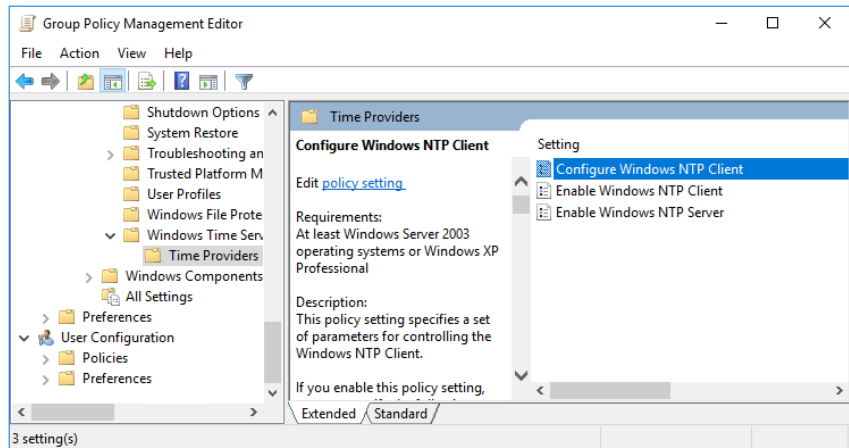 Group Policy Management Editor
File Action View Help
Shutdown Options
System Restore
Troubleshooting an
Trusted Platform M
User Profiles
Windows File Prote
Windows Time Serv
Time Providers
Windows Components
All Settings
Preferences
User Configuration
Policies
Preferences
Time Providers
Configure Windows NTP Client
Edit policy setting
Requirements:
At least Windows Server 2003
operating systems or Windows XP
Professional
Description:
This policy setting specifies a set
of parameters for controlling the
Windows NTP Client.
If you enable this policy setting,
Setting
Configure Windows NTP Client
Enable Windows NTP Client
Enable Windows NTP Server
Extended Standard
3 setting(s)